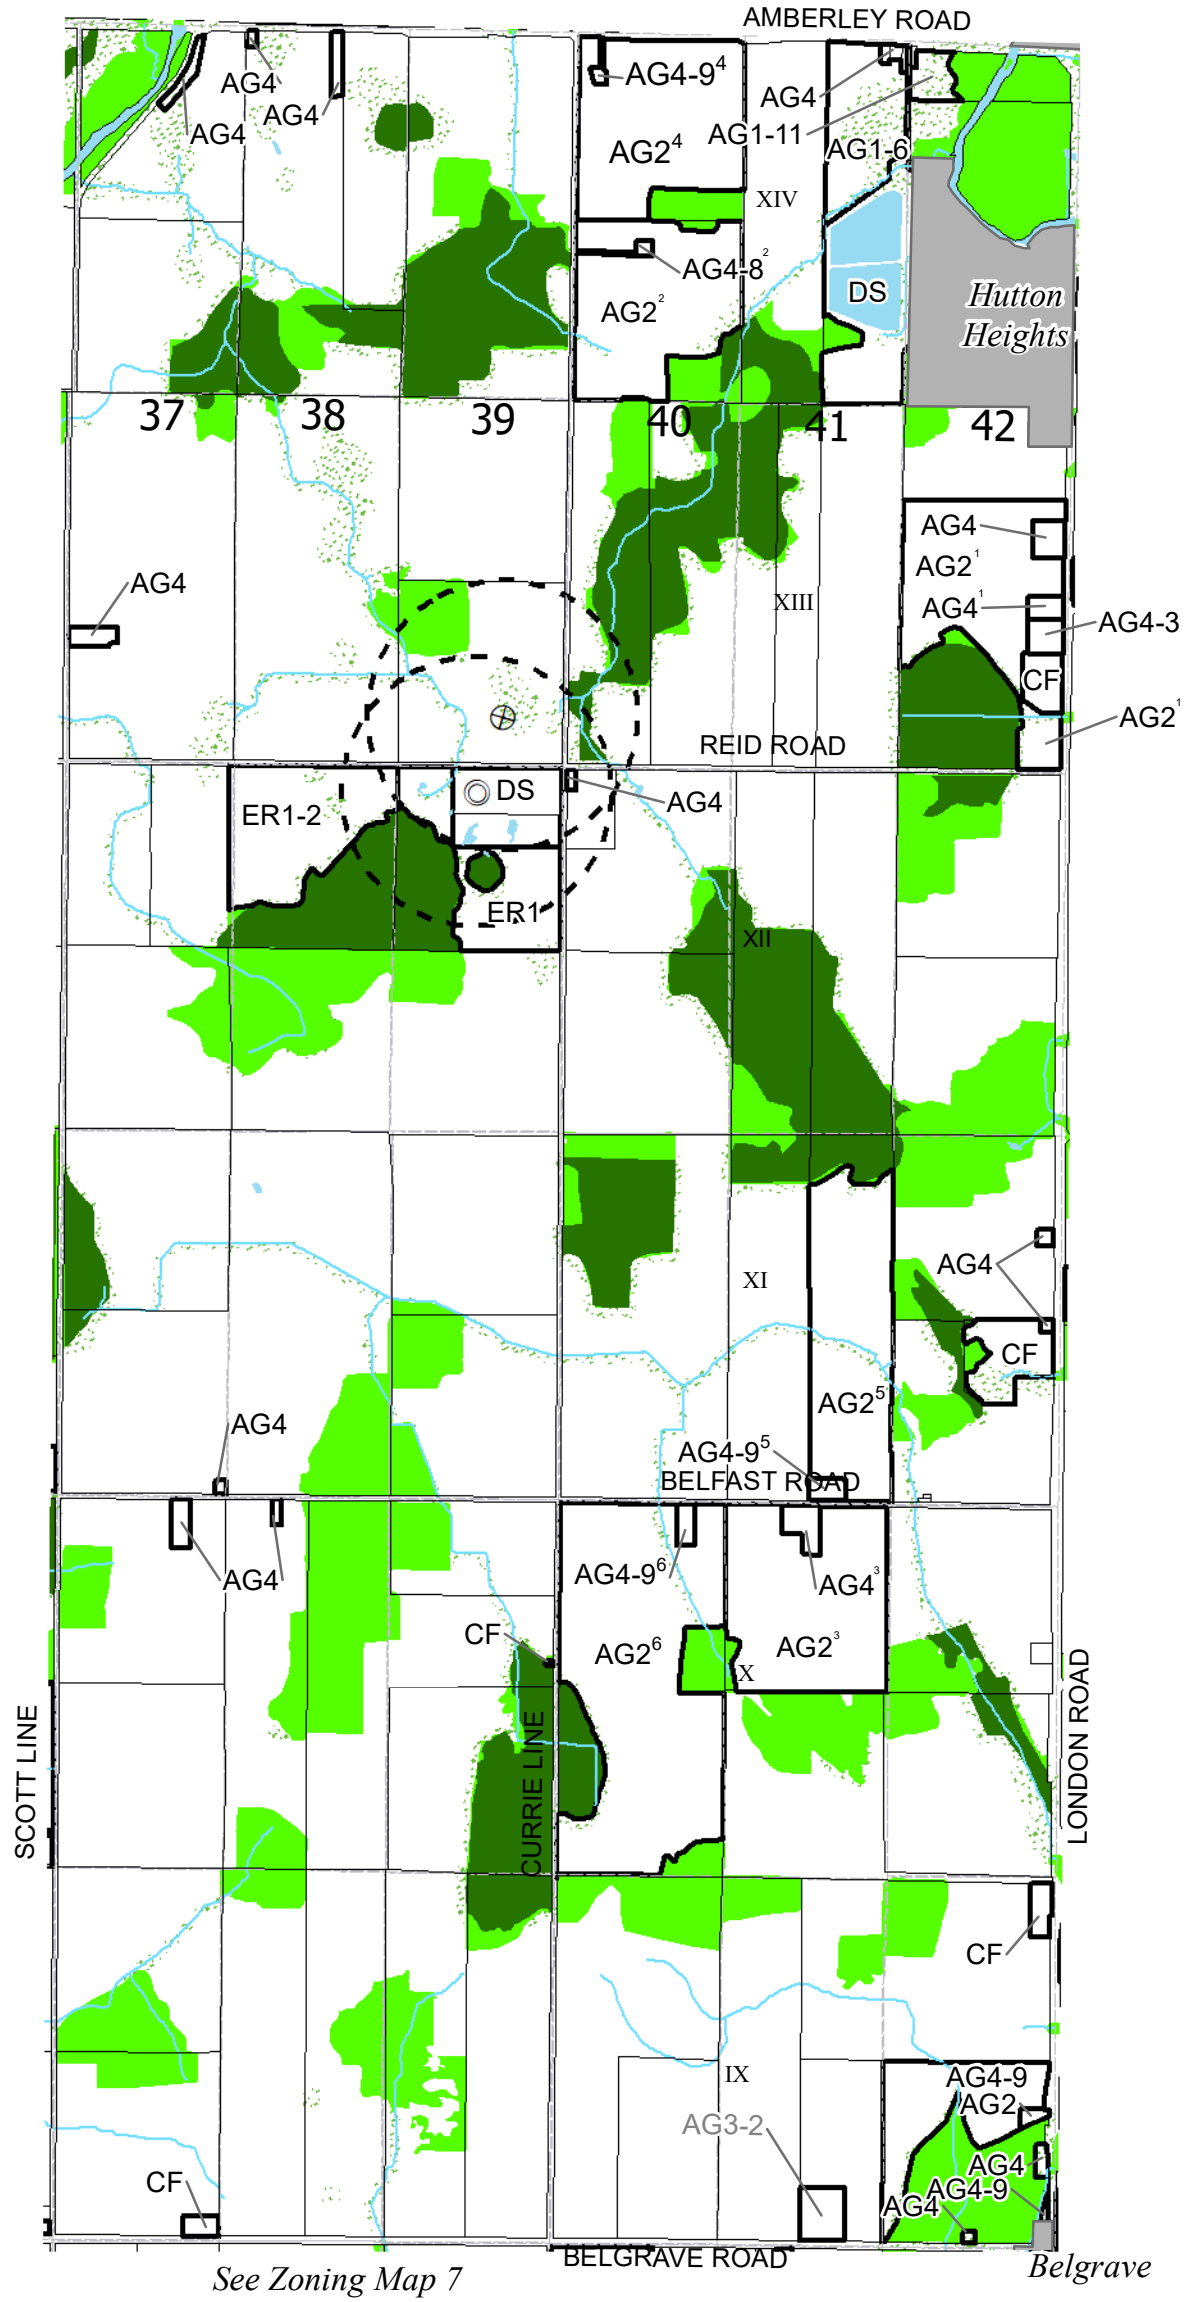 AMBERLEY ROAD
AG4
AG4
AG4
AG4-9⁴
AG4
AG1-11
AG1-6
AG2⁴
XIV
AG4-8²
AG2²
DS
Hutton
Heights
37
38
39
40
41
42
AG4
AG2¹
AG4
XIII
AG4¹
AG4-3
CF
AG2¹
REID ROAD
ER1-2
DS
AG4
ER1
XII
XI
AG4
CF
AG2⁵
AG4
AG4-9⁵
BELFAST ROAD
AG4-9⁶
AG4
AG4³
CF
AG2⁶
AG2³
X
SCOTT LINE
CURRIE LINE
LONDON ROAD
CF
IX
AG4-9
AG2
AG3-2
AG4
CF
AG4-9
AG4
BELGRAVE ROAD
Belgrave
See Zoning Map 7